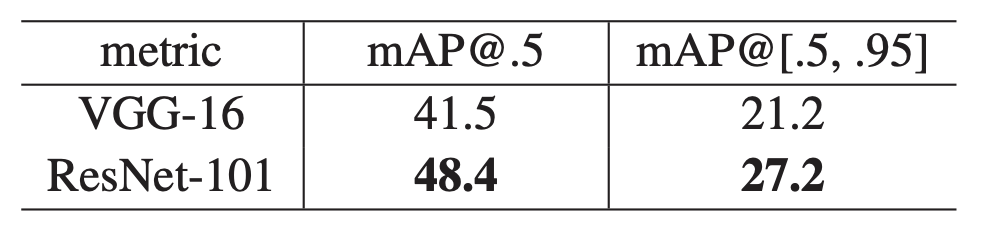 metric mAP@.5 mAP@[.5, .95]
VGG-16 41.5 21.2
ResNet-101 48.4 27.2